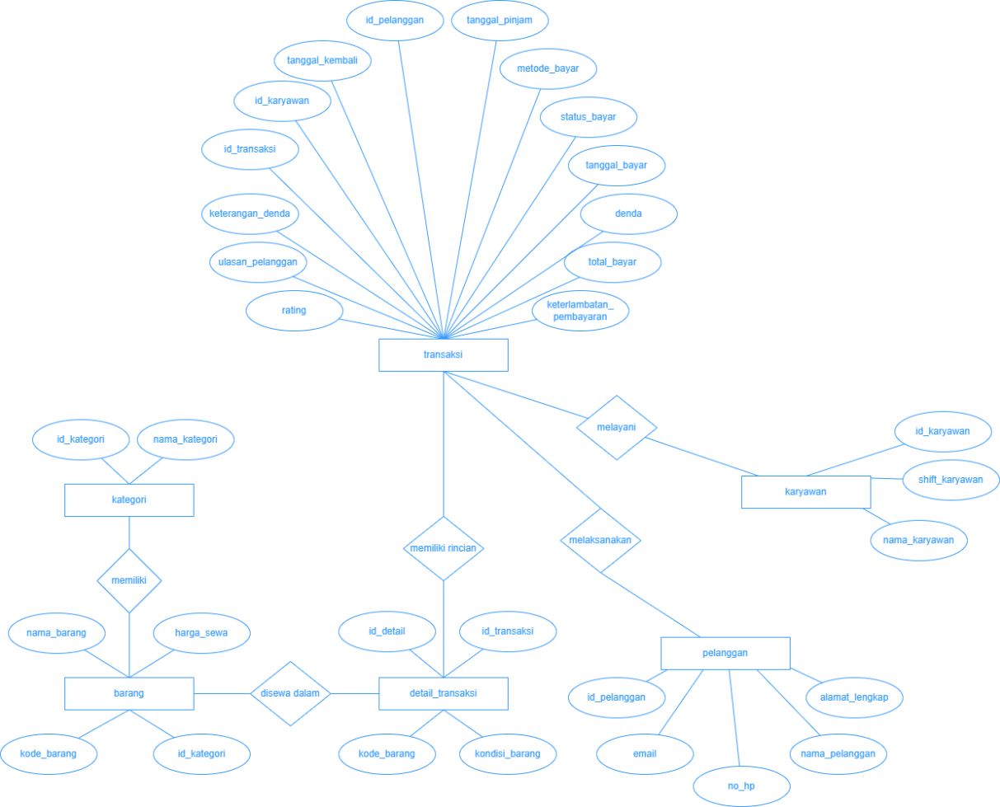 id_pelanggan
tanggal_pinjam
tanggal_kembali
metode_bayar
id_karyawan
status_bayar
id_transaksi
tanggal_bayar
keterangan_denda
denda
ulasan_pelanggan
total_bayar
rating
keterlambatan_
pembayaran
transaksi
melayani
id_kategori
nama_kategori
id_karyawan
shift_karyawan
kategori
karyawan
memiliki rincian
melaksanakan
nama_karyawan
memiliki
nama_barang
harga_sewa
id_detail
id_transaksi
pelanggan
barang
disewa dalam
detail_transaksi
id_pelanggan
alamat_lengkap
kode_barang
id_kategori
kode_barang
kondisi_barang
email
nama_pelanggan
no_hp